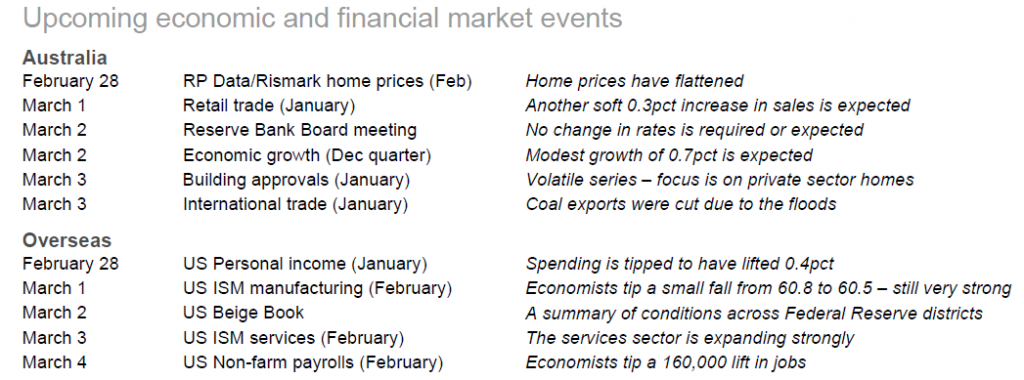 Upcoming economic and financial market events
Australia
February 28 RP Data/Rismark home prices (Feb) Home prices have flattened
March 1 Retail trade (January) Another soft 0.3pct increase in sales is expected
March 2 Reserve Bank Board meeting No change in rates is required or expected
March 2 Economic growth (Dec quarter) Modest growth of 0.7pct is expected
March 3 Building approvals (January) Volatile series – focus is on private sector homes
March 3 International trade (January) Coal exports were cut due to the floods
Overseas
February 28 US Personal income (January) Spending is tipped to have lifted 0.4pct
March 1 US ISM manufacturing (February) Economists tip a small fall from 60.8 to 60.5 – still very strong
March 2 US Beige Book A summary of conditions across Federal Reserve districts
March 3 US ISM services (February) The services sector is expanding strongly
March 4 US Non-farm payrolls (February) Economists tip a 160,000 lift in jobs